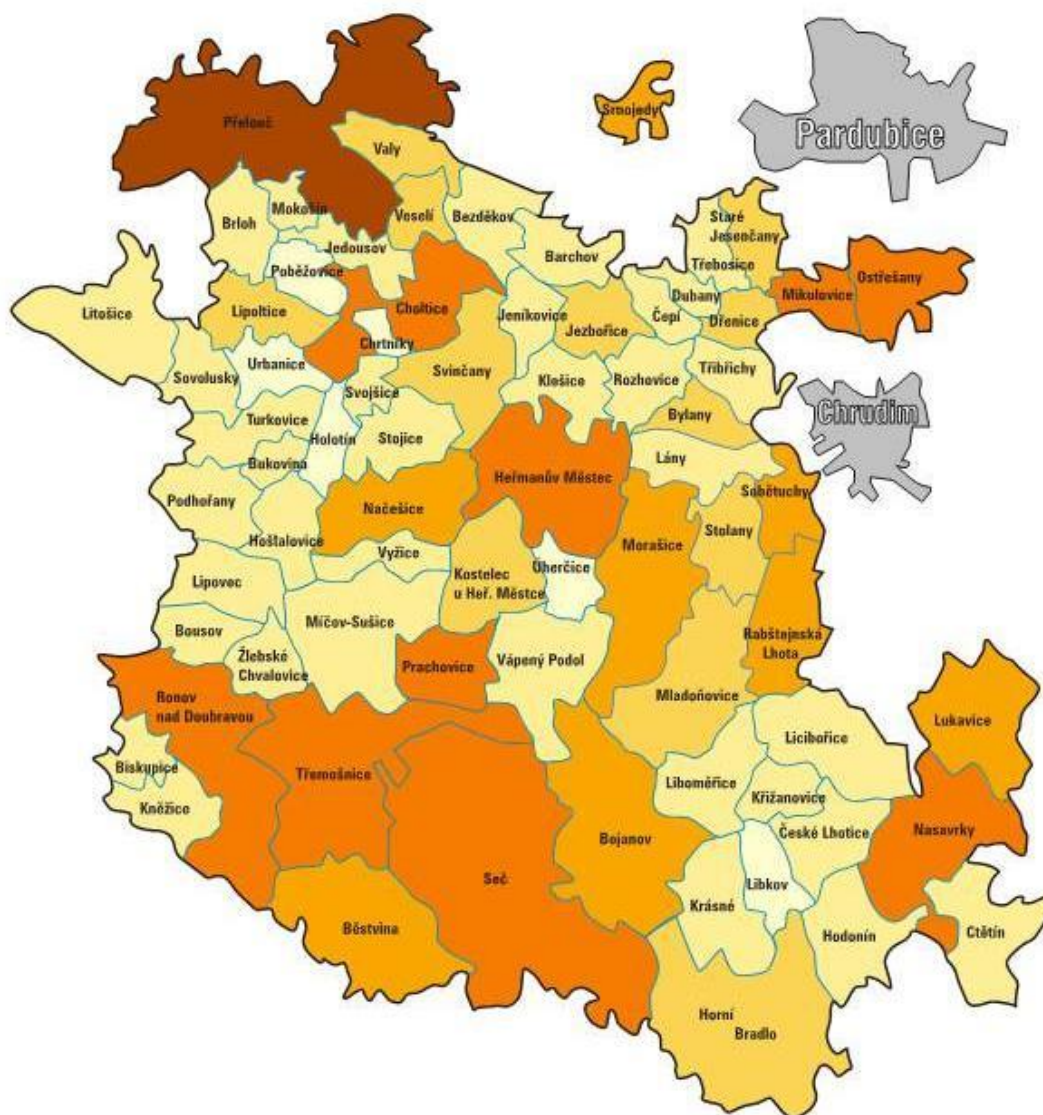 Přelouč
Srnojedy
Pardubice
Valy
Brloh
Mokošín
Veselí
Bezděkov
Staré
Jesenčany
Jedousov
Barchov
Třebosice
Poběžovice
Ostřešany
Mikulovice
Litošice
Lipoltice
Choltice
Jeníkovice
Dubany
Čepí
Dřenice
Jezbořice
Chrtníky
Urbanice
Sovolusky
Svinčany
Klešice
Rozhovice
Třibřichy
Svojšice
Chrudim
Turkovice
Bylany
Holotín
Stojice
Bukovina
Lány
Podhořany
Heřmanův Městec
Sobětuchy
Načešice
Stolany
Hošťalovice
Morašice
Vyžice
Lipovec
Kostelec
u Heř. Městce
Úherčice
Míčov-Sušice
Bousov
Rabštejnská
Lhota
Žlebské
Chvalovice
Prachovice
Vápený Podol
Ronov
nad Doubravou
Mladoňovice
Lukavice
Licibořice
Biskupice
Třemošnice
Liboměřice
Křižanovice
Kněžice
České Lhotice
Nasavrky
Bojanov
Seč
Libkov
Krásné
Běstvina
Hodonín
Ctětín
Horní
Bradlo